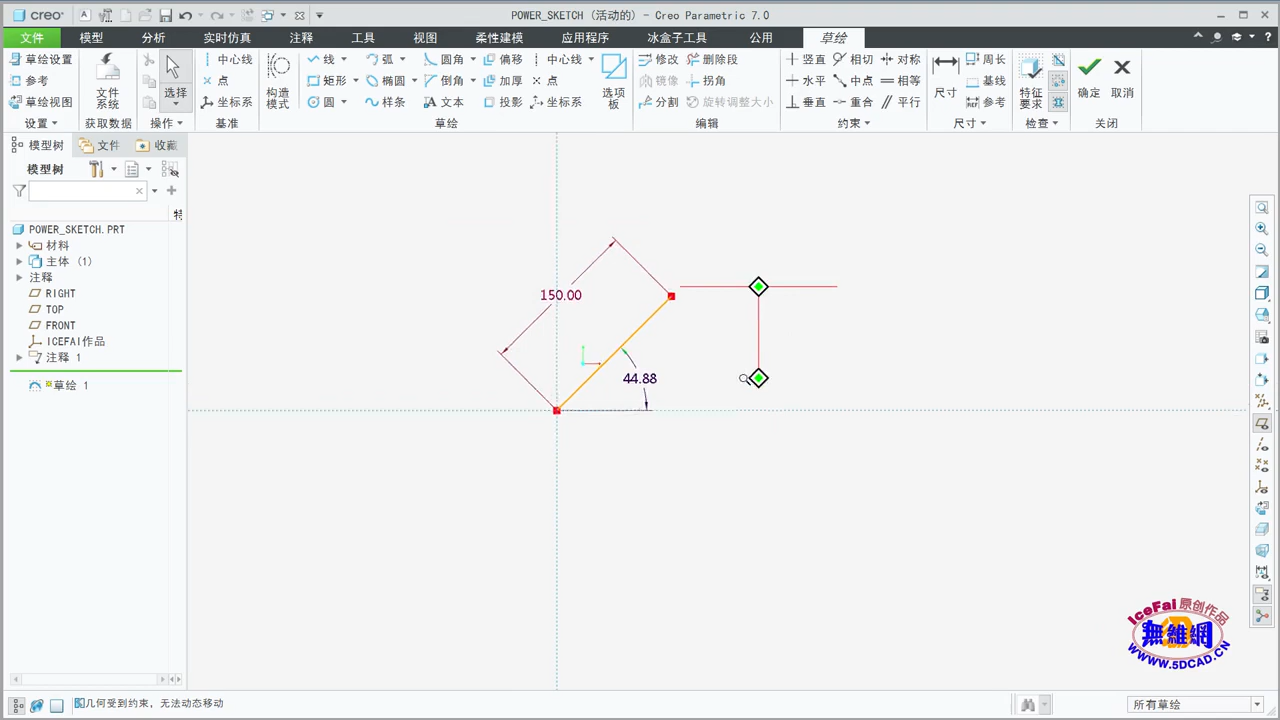 creo POWER_SKETCH (活动的) - Creo Parametric 7.0
文件 模型 分析 实时仿真 注释 工具 视图 柔性建模 应用程序 冰盒子工具 公用 草绘
草绘设置 文件系统 选择 中心线 构造模式 线 弧 圆角 偏移 中心线 选项板 修改 删除段 竖直 相切 对称 尺寸 周长 特征要求 确定 取消
参考 点 矩形 椭圆 倒角 加厚 点 镜像 拐角 水平 中点 相等 基线
草绘视图 坐标系 圆 样条 文本 投影 坐标系 分割 旋转调整大小 垂直 重合 平行 REF 参考
设置 获取数据 操作 基准 草绘 编辑 约束 尺寸 检查 关闭
模型树 文件 收藏
模型树
POWER_SKETCH.PRT
材料
主体 (1)
注释
RIGHT
TOP
FRONT
ICEFAI作品
注释 1
草绘 1
150.00
44.88
IceFai 原创作品
無維網
WWW.5DCAD.CN
几何受到约束，无法动态移动
所有草绘